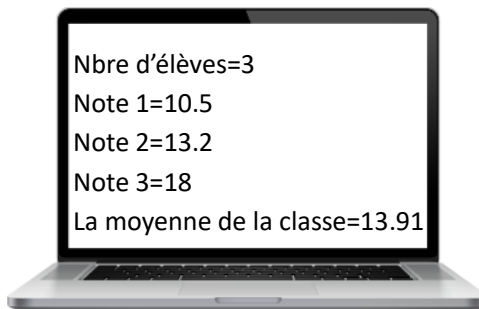 Nbre d’élèves=3
Note 1=10.5
Note 2=13.2
Note 3=18
La moyenne de la classe=13.91